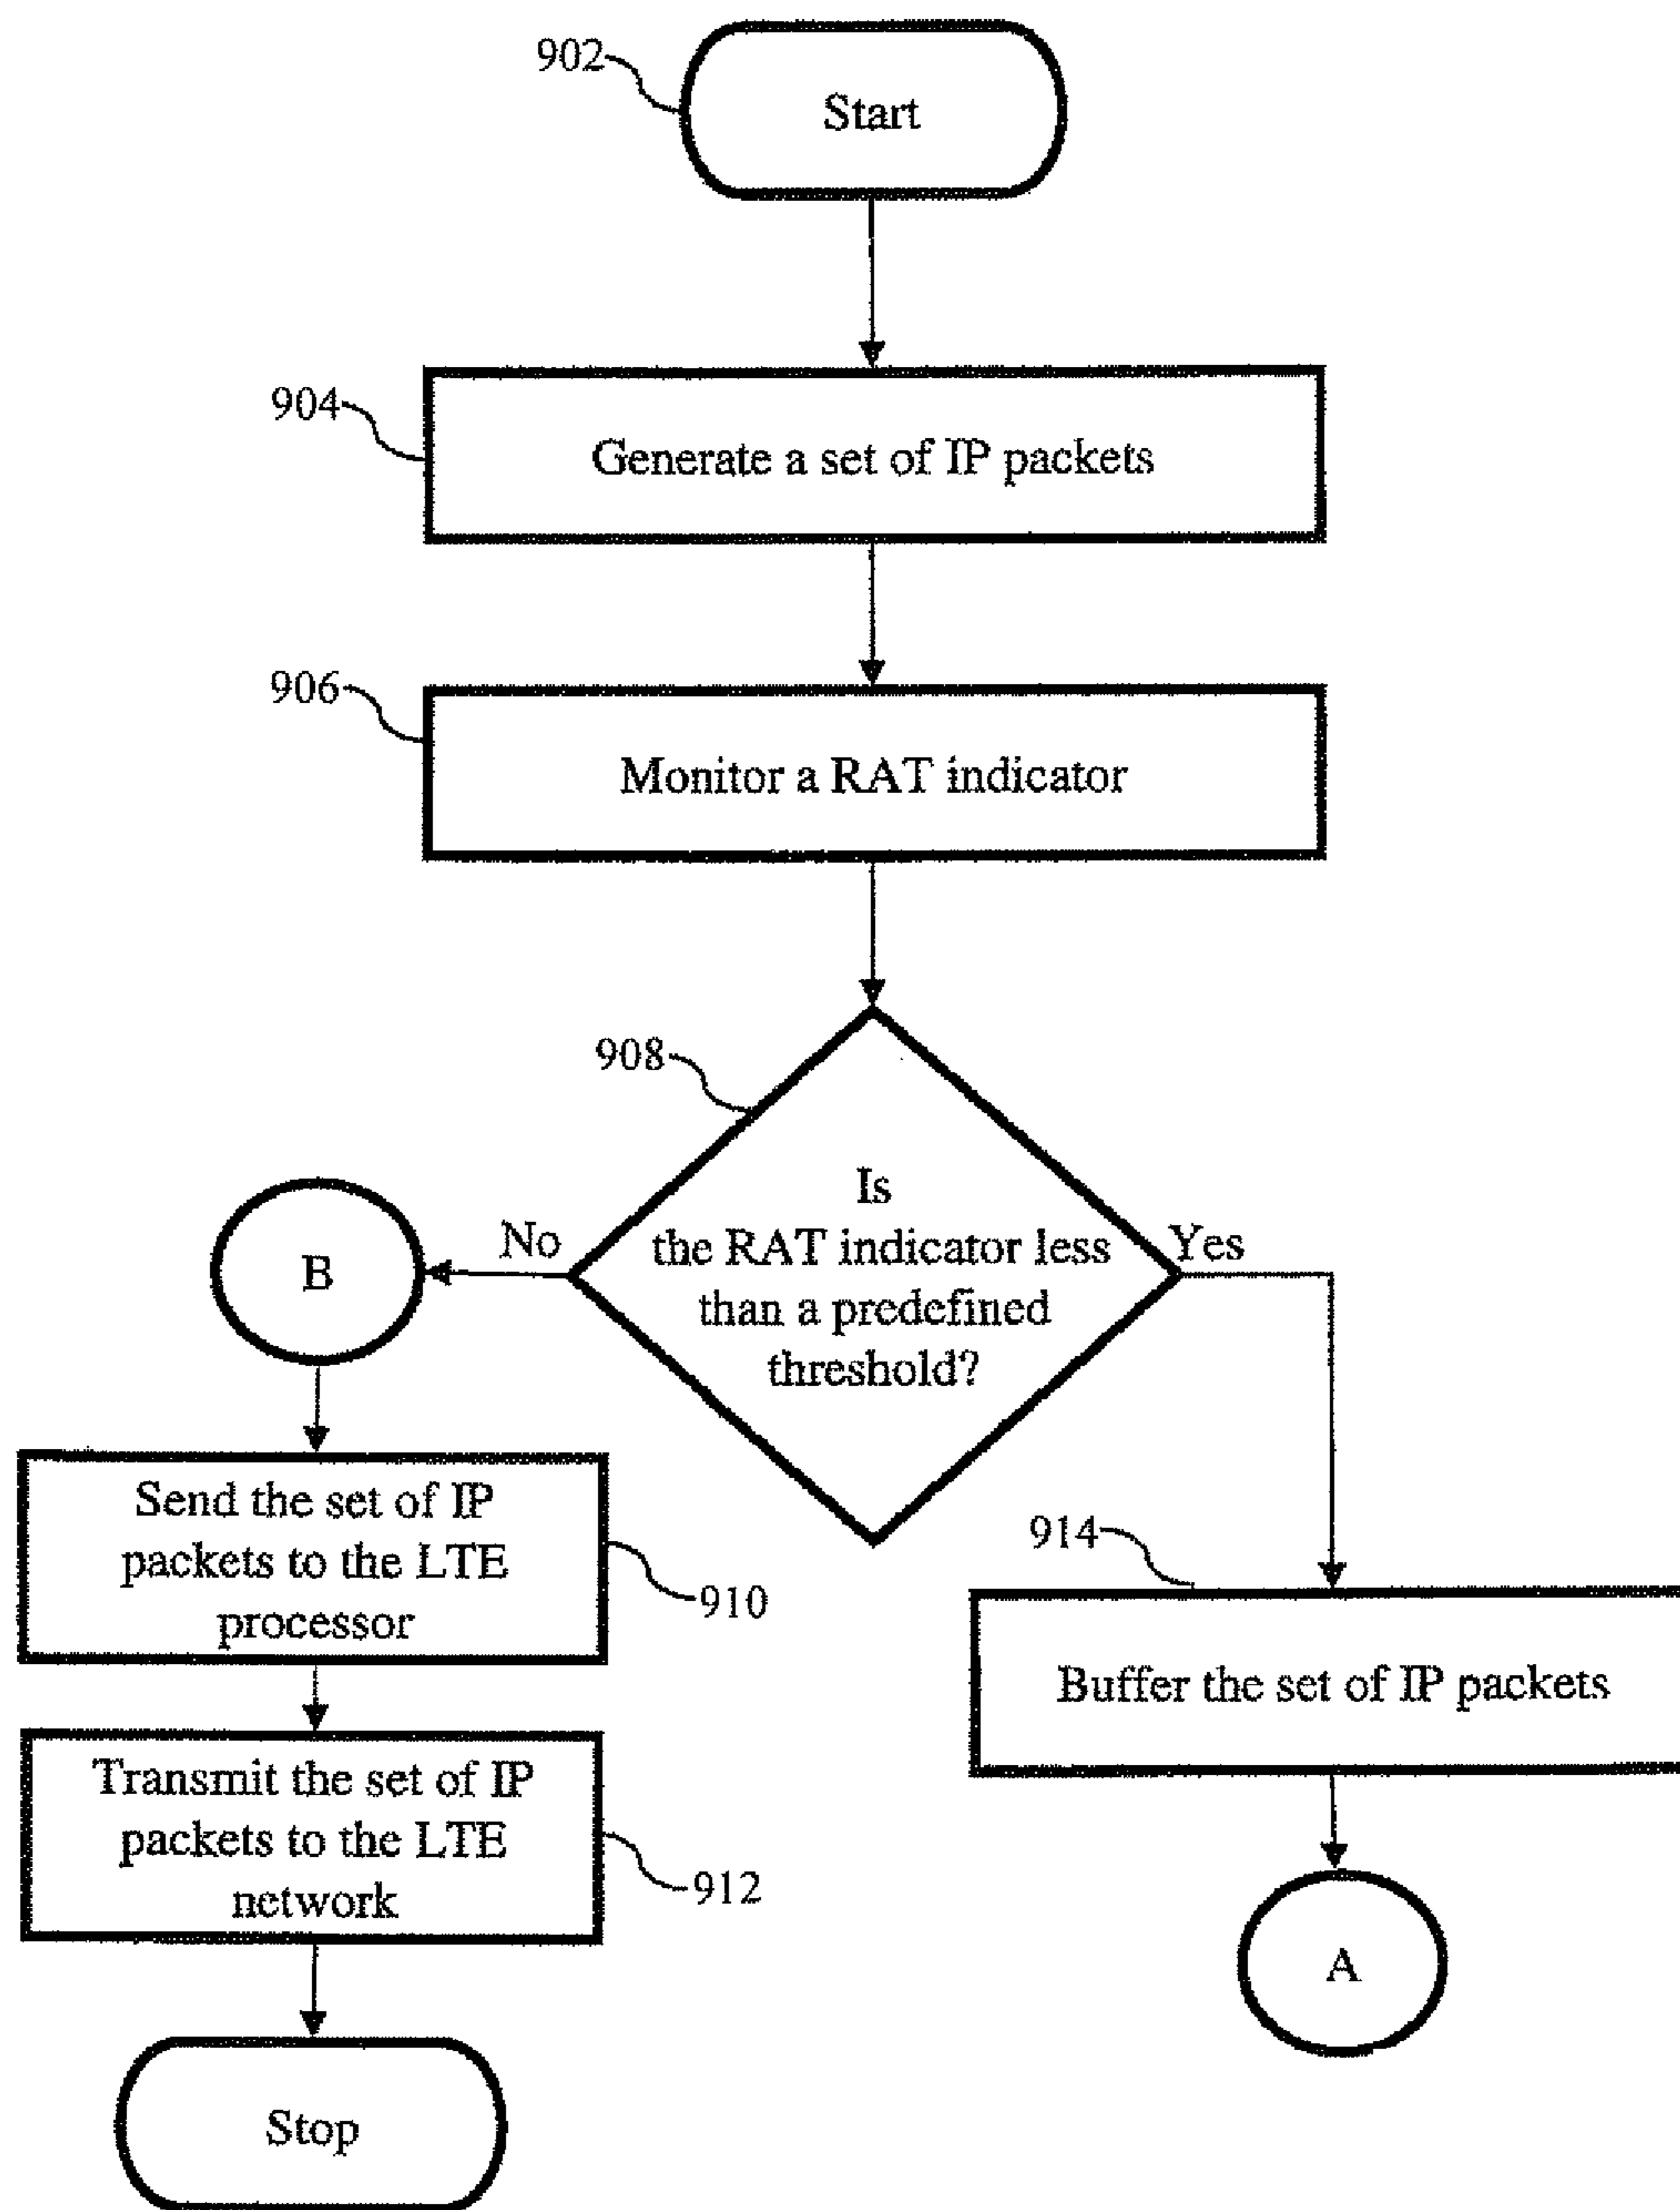 902
Start
904
Generate a set of IP packets
906
Monitor a RAT indicator
908
Is
the RAT indicator less
than a predefined
threshold?
No
Yes
B
Send the set of IP
packets to the LTE
processor
910
914
Buffer the set of IP packets
Transmit the set of IP
packets to the LTE
network
912
A
Stop